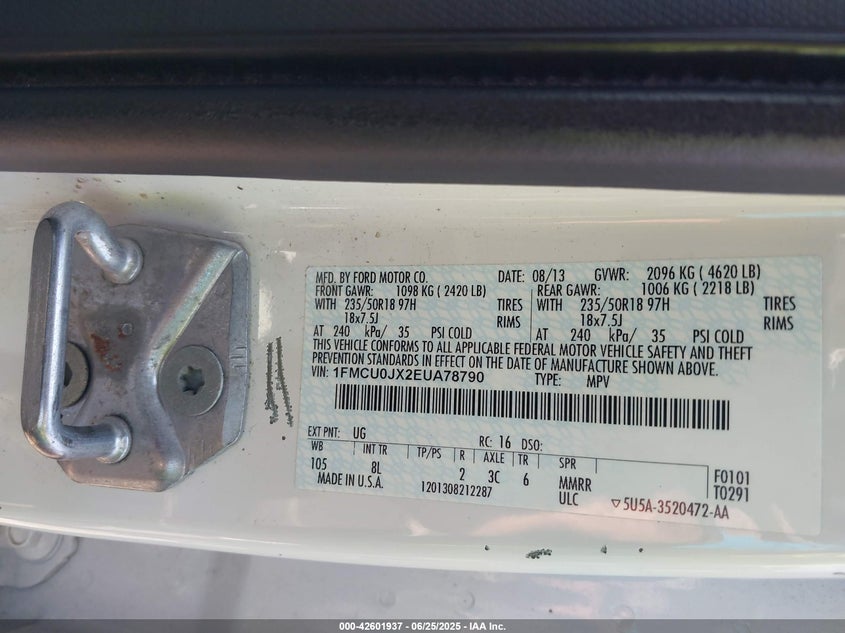 MFD. BY FORD MOTOR CO. DATE: 08/13 GVWR: 2096 KG ( 4620 LB)
FRONT GAWR: 1098 KG ( 2420 LB) REAR GAWR: 1006 KG ( 2218 LB)
WITH 235/50R18 97H TIRES WITH 235/50R18 97H TIRES
18x7.5J RIMS 18x7.5J RIMS
AT 240 kPa/ 35 PSI COLD AT 240 kPa/ 35 PSI COLD
THIS VEHICLE CONFORMS TO ALL APPLICABLE FEDERAL MOTOR VEHICLE SAFETY AND THEFT
PREVENTION STANDARDS IN EFFECT ON THE DATE OF MANUFACTURE SHOWN ABOVE.
VIN: 1FMCU0JX2EUA78790 TYPE: MPV
EXT PNT: UG RC: 16 DSO:
WB INT TR TP/PS R AXLE TR SPR
105 8L 2 3C 6 MMRR F0101
MADE IN U.S.A. 1201308212287 ULC T0291
▽5U5A-3520472-AA
000-42601937 - 06/25/2025 - IAA Inc.